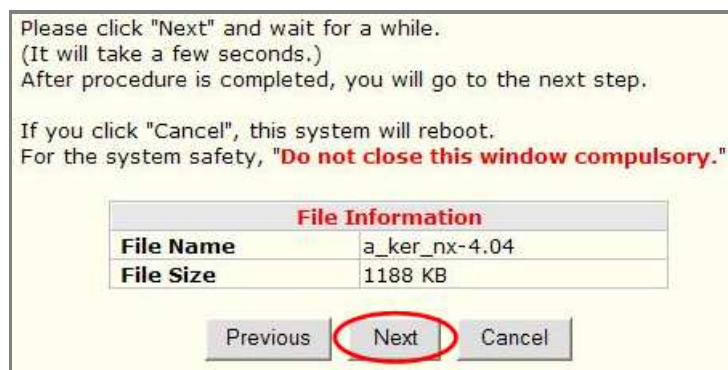 Please click "Next" and wait for a while.
(It will take a few seconds.)
After procedure is completed, you will go to the next step.
If you click "Cancel", this system will reboot.
For the system safety, "Do not close this window compulsory."
File Information
File Name a_ker_nx-4.04
File Size 1188 KB
Previous Next Cancel